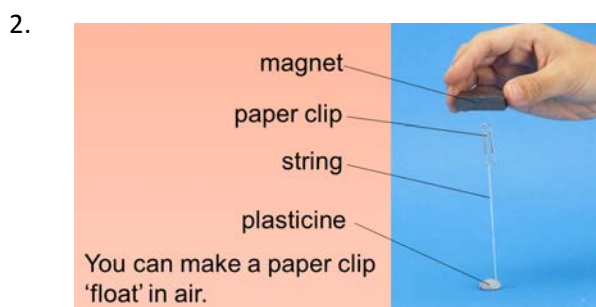 2.
magnet
paper clip
string
plasticine
You can make a paper clip
‘float’ in air.